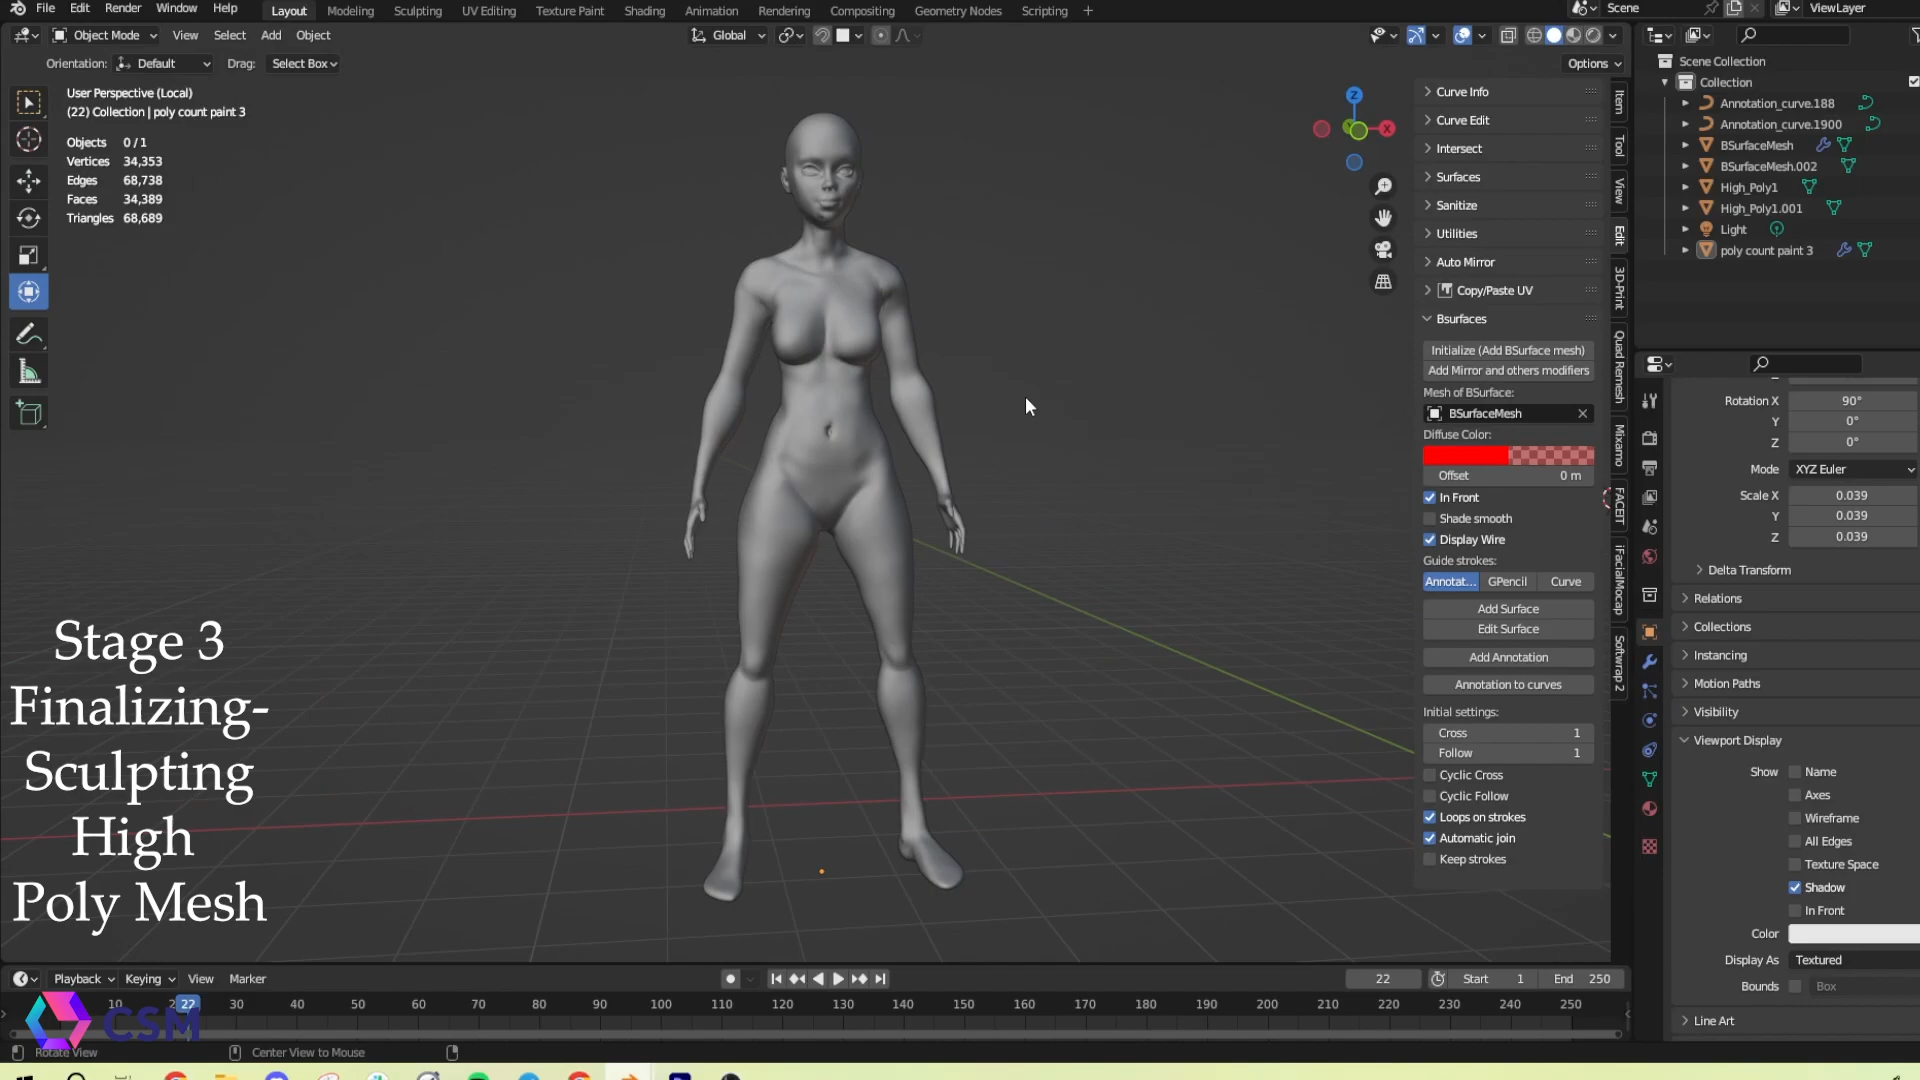 File Edit Render Window Help Layout Modeling Sculpting UV Editing Texture Paint Shading Animation Rendering Compositing Geometry Nodes Scripting + Scene ViewLayer
Object Mode View Select Add Object Global
Orientation: Default Drag: Select Box Options
User Perspective (Local)
(22) Collection | poly count paint 3
Objects 0 / 1
Vertices 34,353
Edges 68,738
Faces 34,389
Triangles 68,689
Z
X
Stage 3
Finalizing-
Sculpting
High
Poly Mesh
Curve Info
Curve Edit
Intersect
Surfaces
Sanitize
Utilities
Auto Mirror
Copy/Paste UV
Bsurfaces
Initialize (Add BSurface mesh)
Add Mirror and others modifiers
Mesh of BSurface:
BSurfaceMesh
Diffuse Color:
Offset 0 m
In Front
Shade smooth
Display Wire
Guide strokes:
Annotat... GPencil Curve
Add Surface
Edit Surface
Add Annotation
Annotation to curves
Initial settings:
Cross 1
Follow 1
Cyclic Cross
Cyclic Follow
Loops on strokes
Automatic join
Keep strokes
Item
Tool
View
Edit
3D-Print
Quad Remesh
Mixamo
FACEIT
iFacialMocap
Softwrap 2
Scene Collection
Collection
Annotation_curve.188
Annotation_curve.1900
BSurfaceMesh
BSurfaceMesh.002
High_Poly1
High_Poly1.001
Light
poly count paint 3
Rotation X 90°
Y 0°
Z 0°
Mode XYZ Euler
Scale X 0.039
Y 0.039
Z 0.039
Delta Transform
Relations
Collections
Instancing
Motion Paths
Visibility
Viewport Display
Show Name
Axes
Wireframe
All Edges
Texture Space
Shadow
In Front
Color
Display As Textured
Bounds Box
Line Art
Playback Keying View Marker 22 Start 1 End 250
10 22 30 40 50 60 70 80 90 100 110 120 130 140 150 160 170 180 190 200 210 220 230 240 250
CSM
Rotate View Center View to Mouse